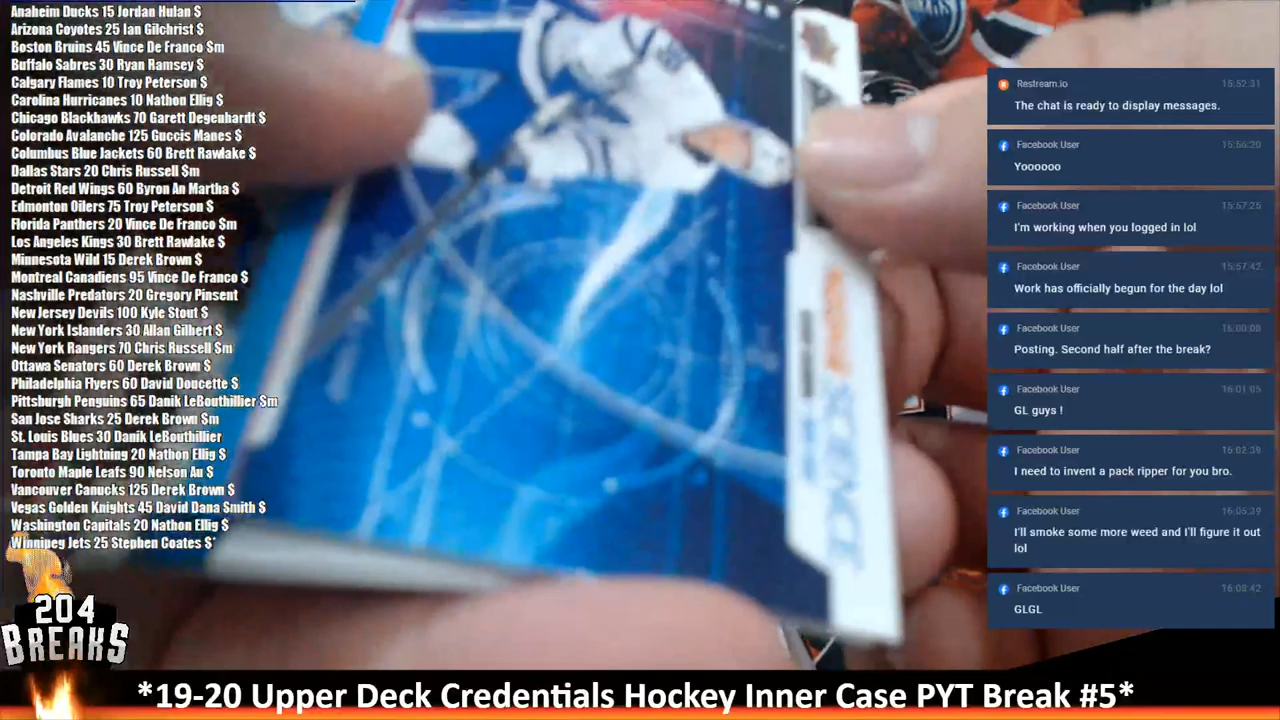 Anaheim Ducks 15 Jordan Hulan $
Arizona Coyotes 25 Ian Gilchrist $
Boston Bruins 45 Vince De Franco $m
Buffalo Sabres 30 Ryan Ramsey $
Calgary Flames 10 Troy Peterson $
Carolina Hurricanes 10 Nathon Ellig $
Chicago Blackhawks 70 Garett Degenhardt $
Colorado Avalanche 125 Guccis Manes $
Columbus Blue Jackets 60 Brett Rawlake $
Dallas Stars 20 Chris Russell $m
Detroit Red Wings 60 Byron An Martha $
Edmonton Oilers 75 Troy Peterson $
Florida Panthers 20 Vince De Franco $m
Los Angeles Kings 30 Brett Rawlake $
Minnesota Wild 15 Derek Brown $
Montreal Canadiens 95 Vince De Franco $
Nashville Predators 20 Gregory Pinsent
New Jersey Devils 100 Kyle Stout $
New York Islanders 30 Allan Gilbert $
New York Rangers 70 Chris Russell $m
Ottawa Senators 60 Derek Brown $
Philadelphia Flyers 60 David Doucette $
Pittsburgh Penguins 65 Danik LeBouthillier $m
San Jose Sharks 25 Derek Brown $m
St. Louis Blues 30 Danik LeBouthillier
Tampa Bay Lightning 20 Nathon Ellig $
Toronto Maple Leafs 90 Nelson Au $
Vancouver Canucks 125 Derek Brown $
Vegas Golden Knights 45 David Dana Smith $
Washington Capitals 20 Nathon Ellig $
Winnipeg Jets 25 Stephen Coates $*
204
BREAKS
Restream.io 15:52:31
The chat is ready to display messages.
Facebook User 15:56:20
Yoooooo
Facebook User 15:57:25
I'm working when you logged in lol
Facebook User 15:57:42
Work has officially begun for the day lol
Facebook User 16:00:08
Posting. Second half after the break?
Facebook User 16:01:05
GL guys !
Facebook User 16:02:39
I need to invent a pack ripper for you bro.
Facebook User 16:05:39
I'll smoke some more weed and I'll figure it out
lol
Facebook User 16:08:42
GLGL
*19-20 Upper Deck Credentials Hockey Inner Case PYT Break #5*